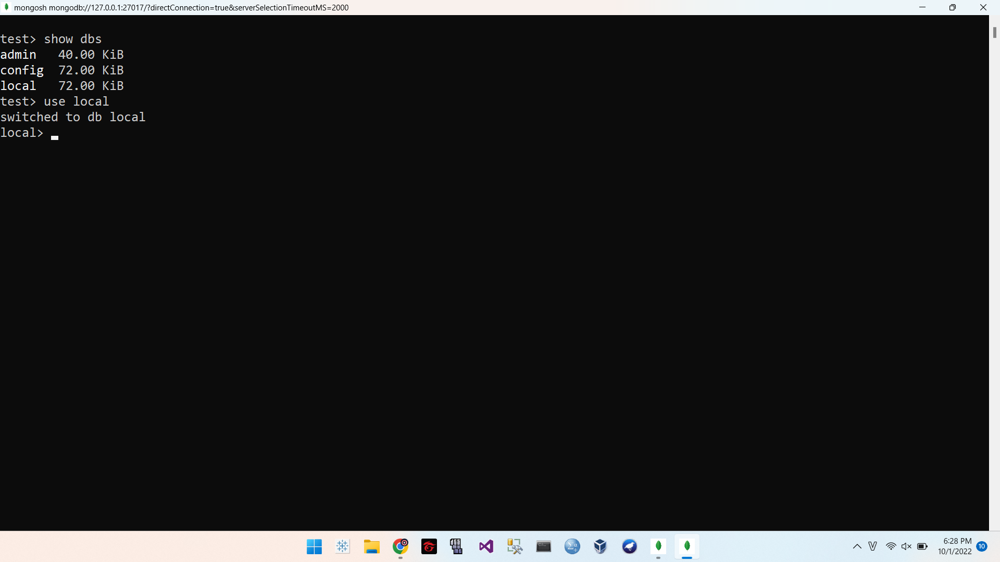 mongosh mongodb://127.0.0.1:27017/?directConnection=true&serverSelectionTimeoutMS=2000
test> show dbs
admin   40.00 KiB
config  72.00 KiB
local   72.00 KiB
test> use local
switched to db local
local>
6:28 PM
10/1/2022
10